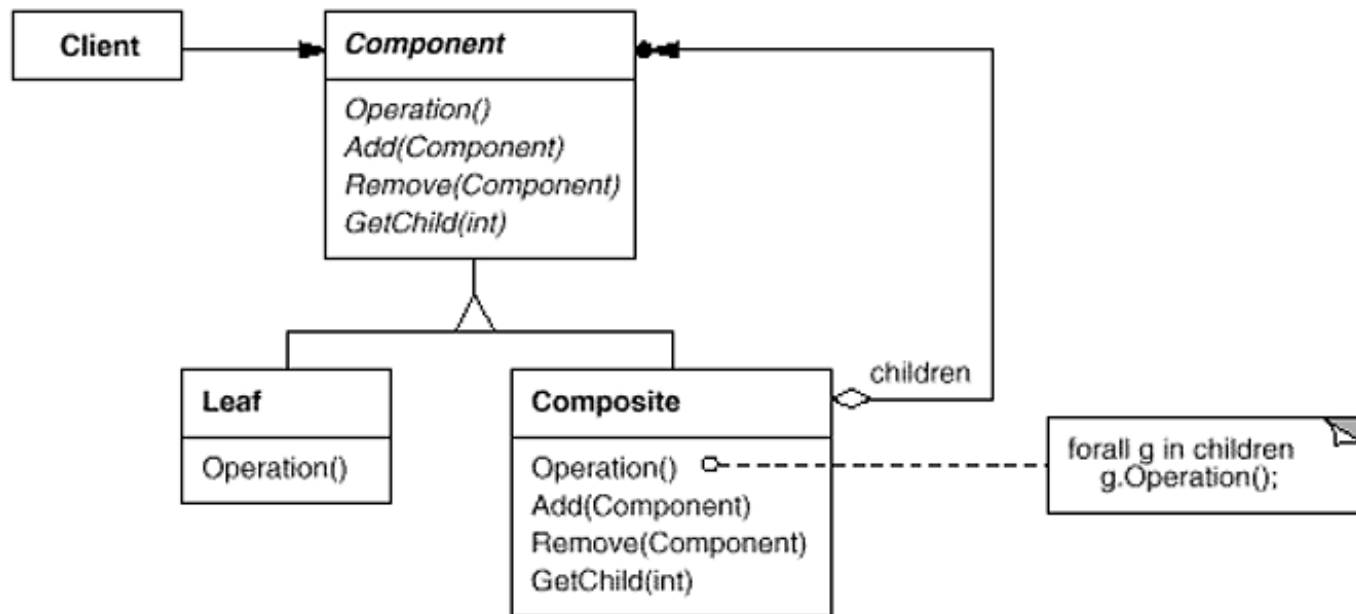 Client
Component
Operation()
Add(Component)
Remove(Component)
GetChild(int)
Leaf
Operation()
Composite
Operation()
Add(Component)
Remove(Component)
GetChild(int)
children
forall g in children
g.Operation();